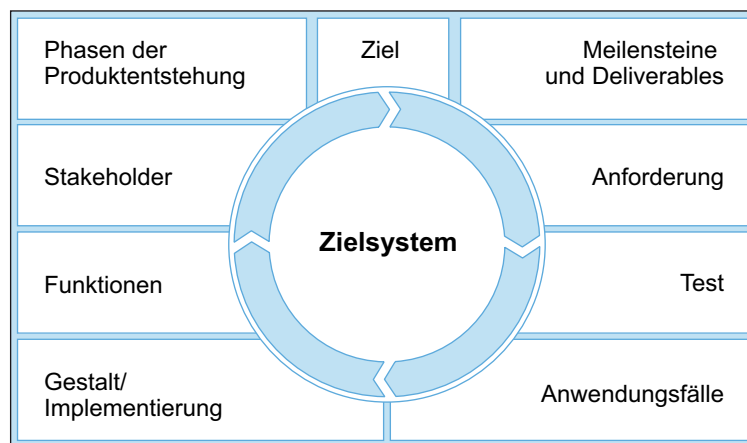 Phasen der
Produktentstehung
Ziel
Meilensteine
und Deliverables
Stakeholder
Anforderung
Zielsystem
Funktionen
Test
Gestalt/
Implementierung
Anwendungsfälle